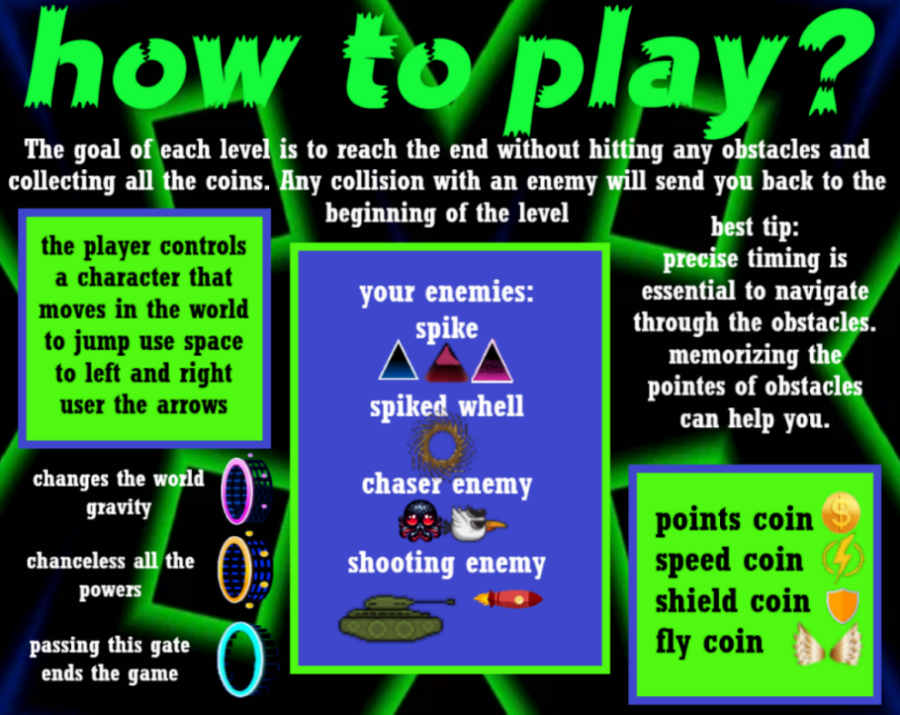 how to play?
The goal of each level is to reach the end without hitting any obstacles and
collecting all the coins. Any collision with an enemy will send you back to the
beginning of the level
the player controls
a character that
moves in the world
to jump use space
to left and right
user the arrows
changes the world
gravity
chanceless all the
powers
passing this gate
ends the game
your enemies:
spike
spiked whell
chaser enemy
shooting enemy
best tip:
precise timing is
essential to navigate
through the obstacles.
memorizing the
pointes of obstacles
can help you.
points coin
speed coin
shield coin
fly coin